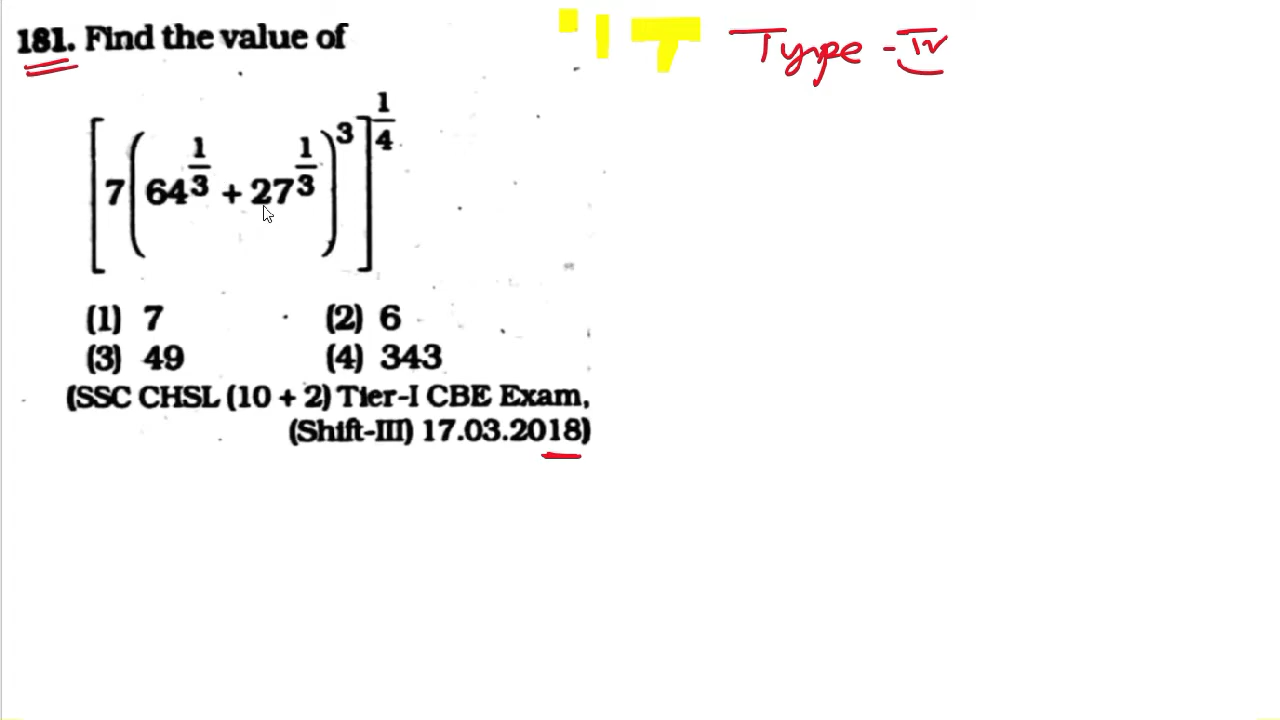 181. Find the value of
Type - IV
[7(64^{1/3} + 27^{1/3})^3]^{1/4}
(1) 7 (2) 6
(3) 49 (4) 343
(SSC CHSL (10 + 2) Tier-I CBE Exam,
(Shift-III) 17.03.2018)